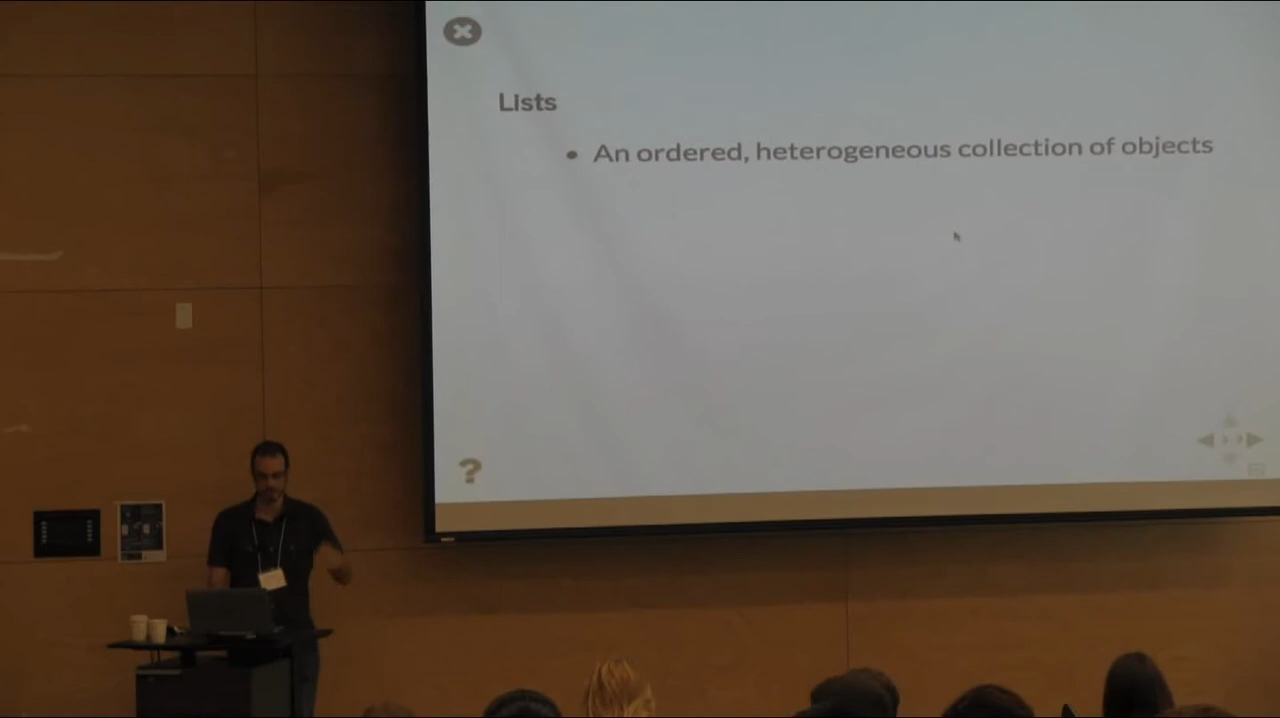 Lists
• An ordered, heterogeneous collection of objects
?